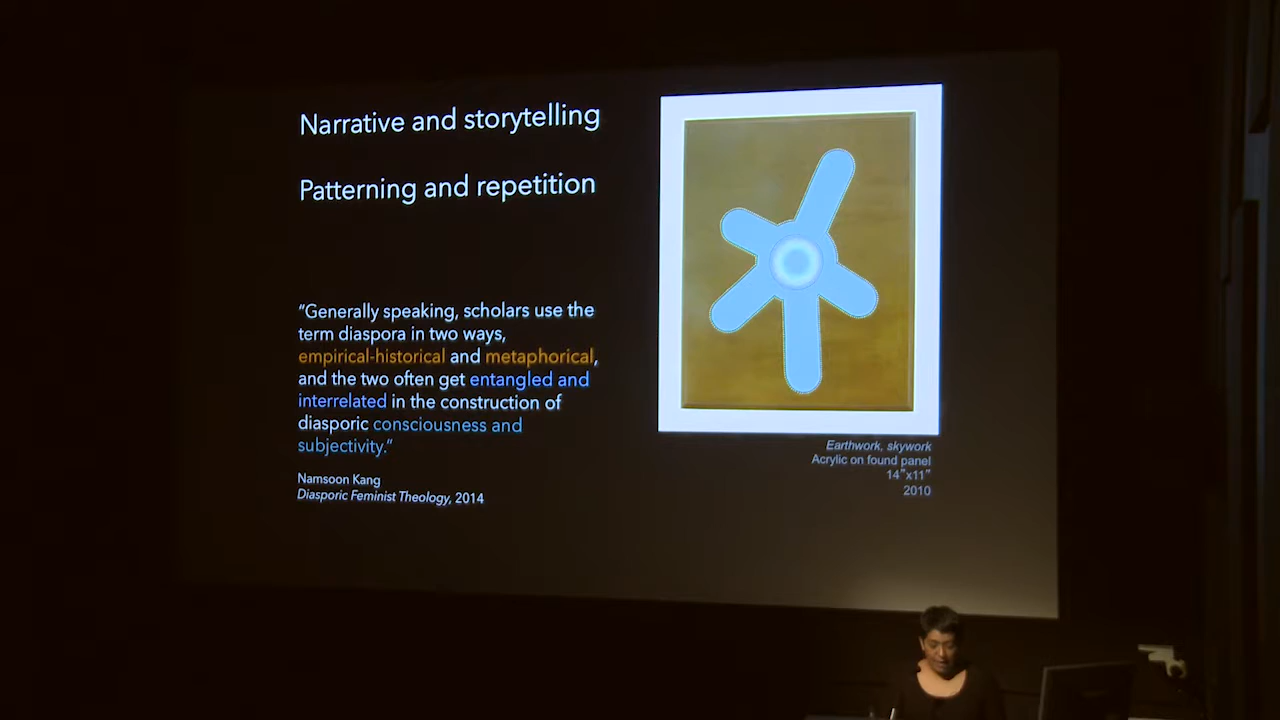 Narrative and storytelling
Patterning and repetition
“Generally speaking, scholars use the
term diaspora in two ways,
empirical-historical and metaphorical,
and the two often get entangled and
interrelated in the construction of
diasporic consciousness and
subjectivity.”
Namsoon Kang
Diasporic Feminist Theology, 2014
Earthwork, skywork
Acrylic on found panel
14"x11"
2010